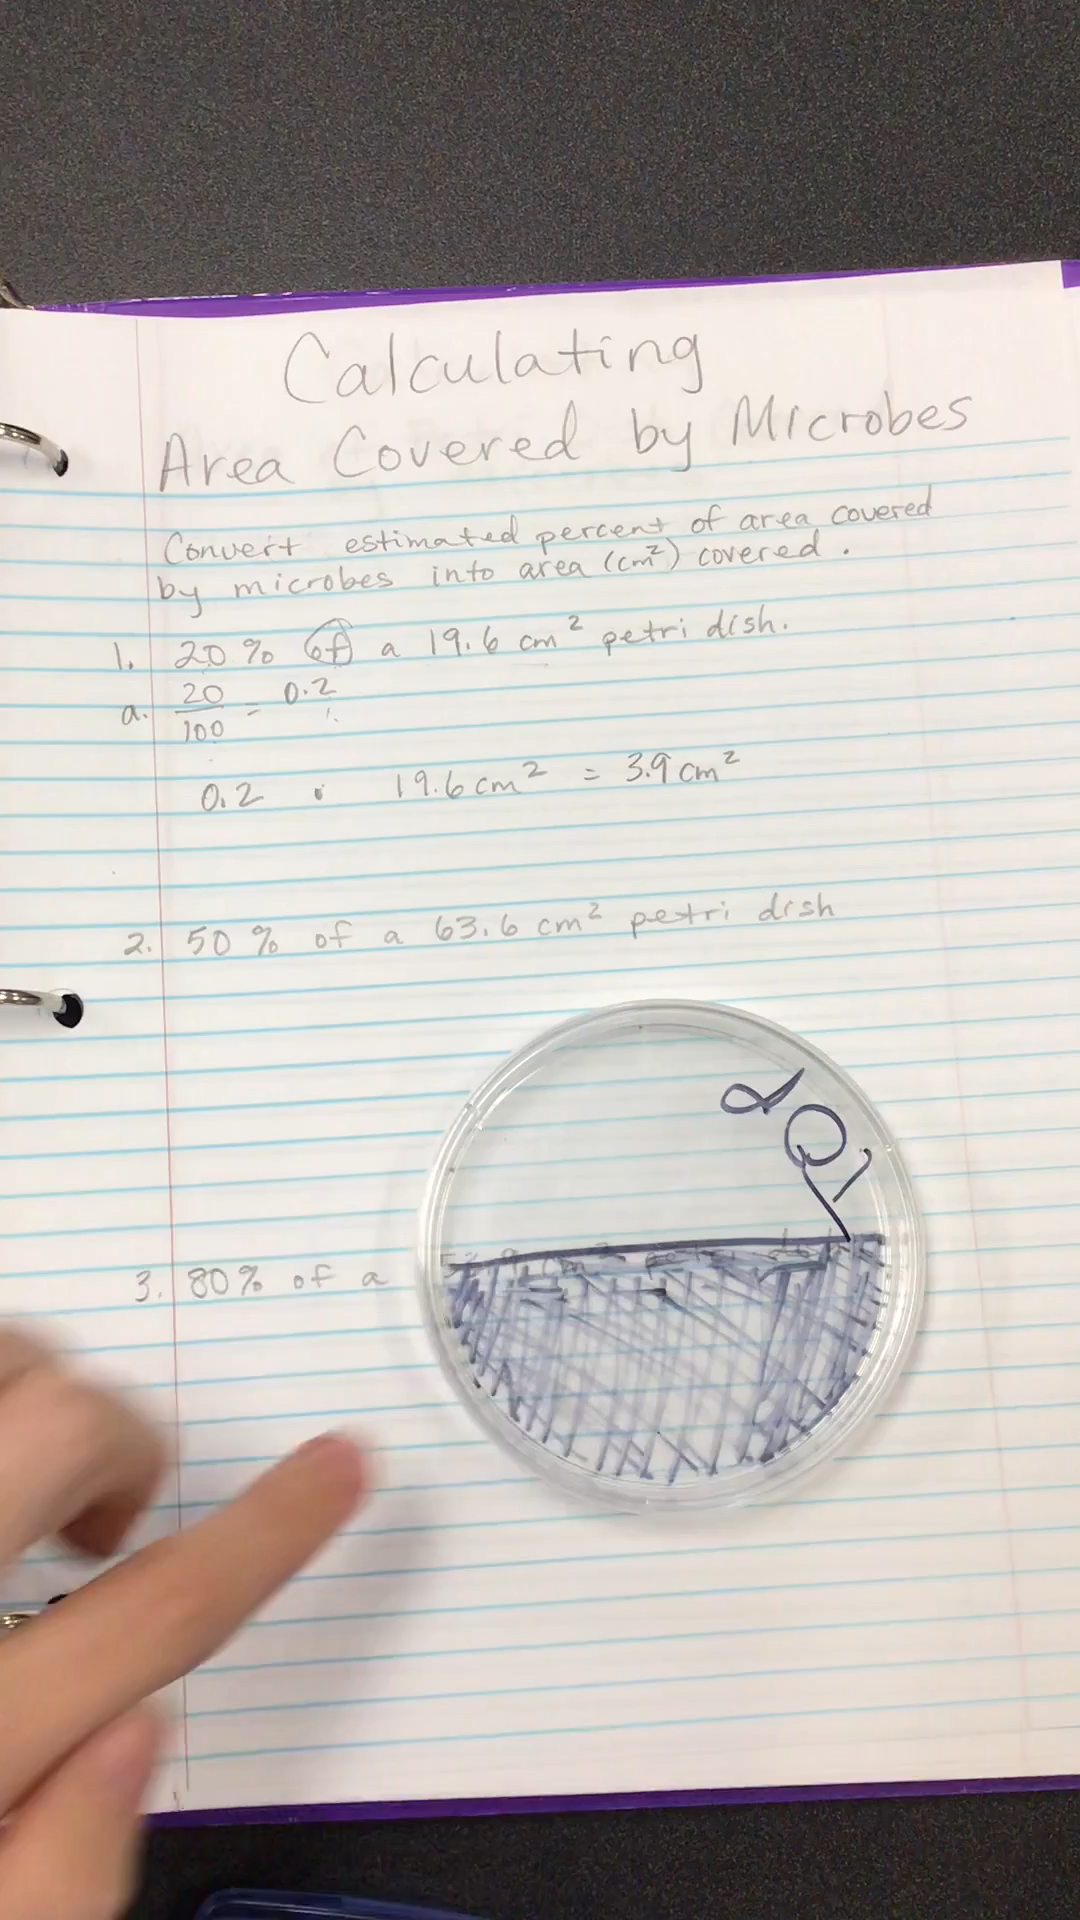 Calculating
Area Covered by Microbes
Convert estimated percent of area covered
by microbes into area (cm²) covered.
1. 20% of a 19.6 cm² petri dish.
a. 20/100 = 0.2
0.2 · 19.6 cm² = 3.9 cm²
2. 50% of a 63.6 cm² pestri dish
3. 80% of a